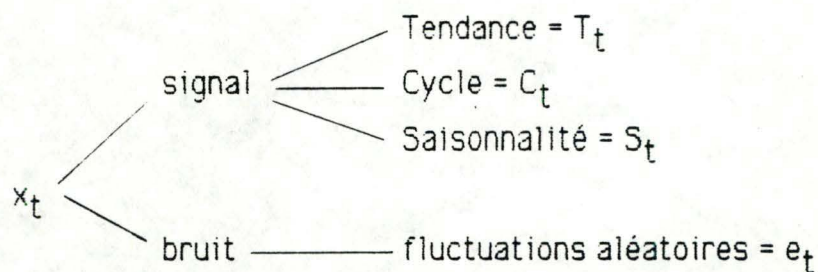 Tendance = T_t
signal Cycle = C_t
Saisonnalité = S_t
x_t
bruit fluctuations aléatoires = e_t